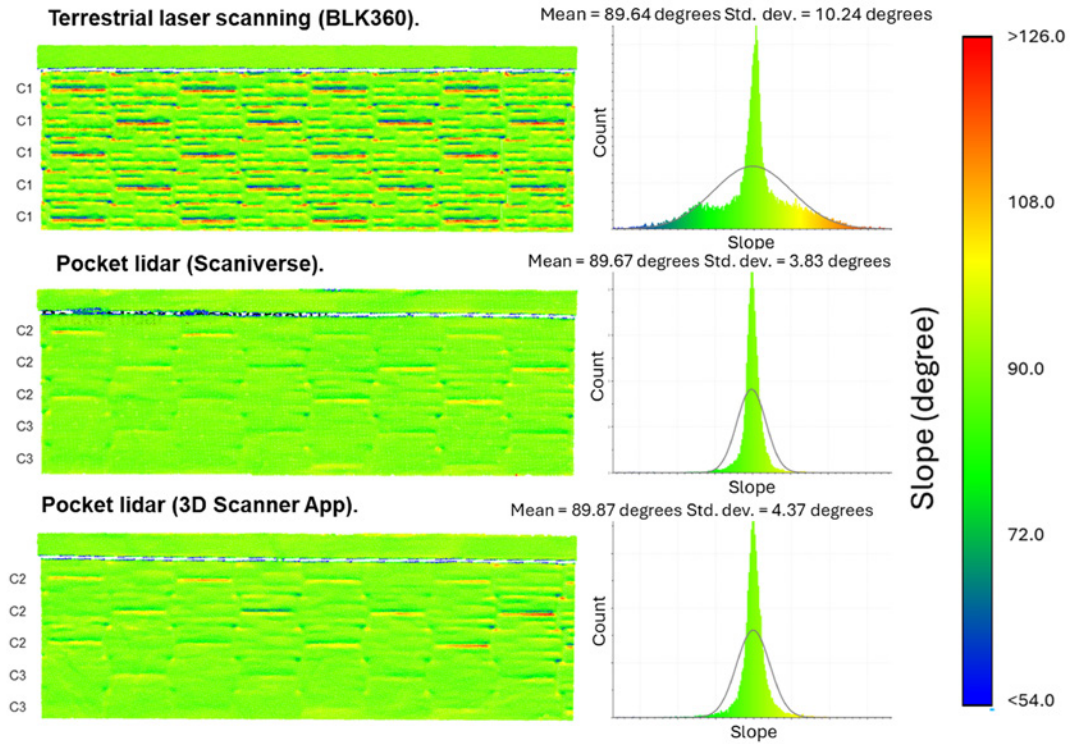 Terrestrial laser scanning (BLK360).
Mean = 89.64 degrees Std. dev. = 10.24 degrees
C1
C1
C1
C1
C1
Count
Slope
Pocket lidar (Scaniverse).
Mean = 89.67 degrees Std. dev. = 3.83 degrees
C2
C2
C2
C3
C3
Count
Slope
Pocket lidar (3D Scanner App).
Mean = 89.87 degrees Std. dev. = 4.37 degrees
C2
C2
C2
C3
C3
Count
Slope
Slope (degree)
>126.0
108.0
90.0
72.0
<54.0